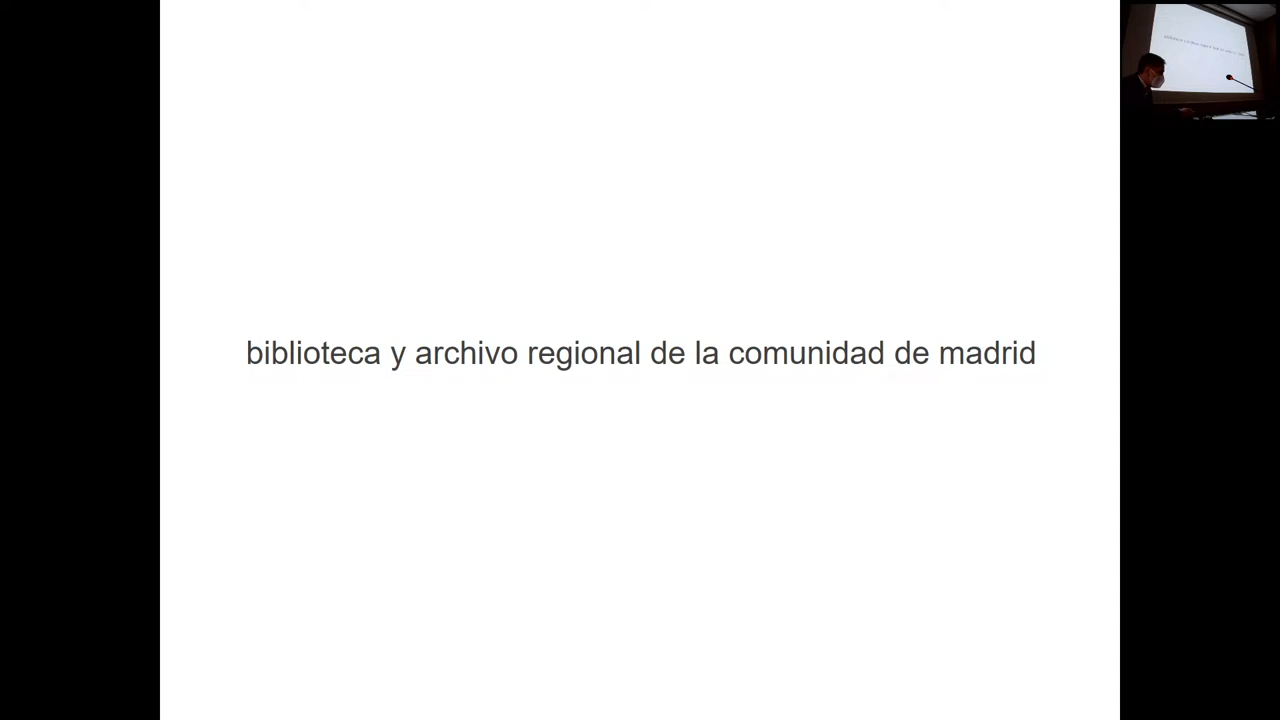 biblioteca y archivo regional de la comunidad de madrid